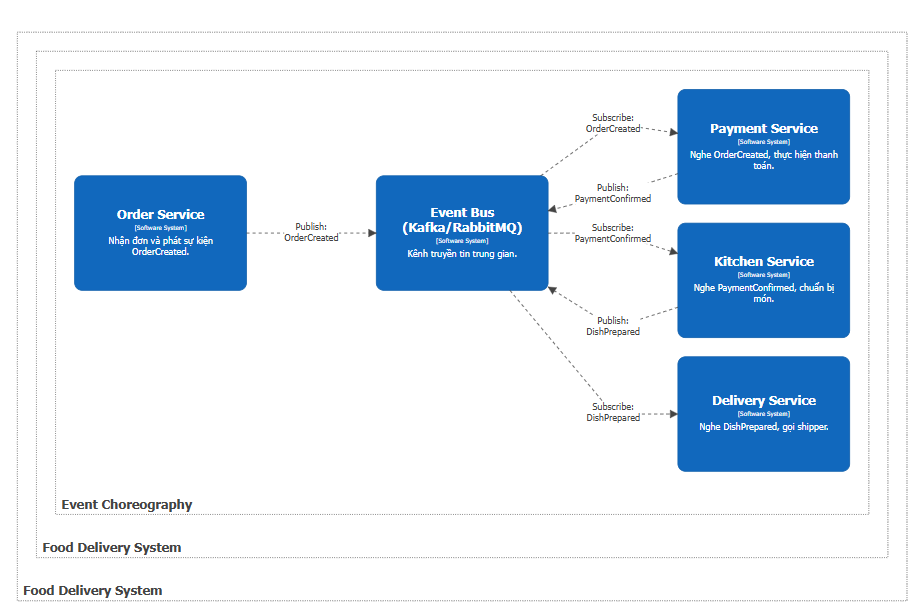 Order Service
[Software System]
Nhận đơn và phát sự kiện
OrderCreated.
Publish:
OrderCreated
Event Bus
(Kafka/RabbitMQ)
[Software System]
Kênh truyền tin trung gian.
Subscribe:
OrderCreated
Payment Service
[Software System]
Nghe OrderCreated, thực hiện thanh
toán.
Publish:
PaymentConfirmed
Subscribe:
PaymentConfirmed
Kitchen Service
[Software System]
Nghe PaymentConfirmed, chuẩn bị
món.
Publish:
DishPrepared
Subscribe:
DishPrepared
Delivery Service
[Software System]
Nghe DishPrepared, gọi shipper.
Event Choreography
Food Delivery System
Food Delivery System